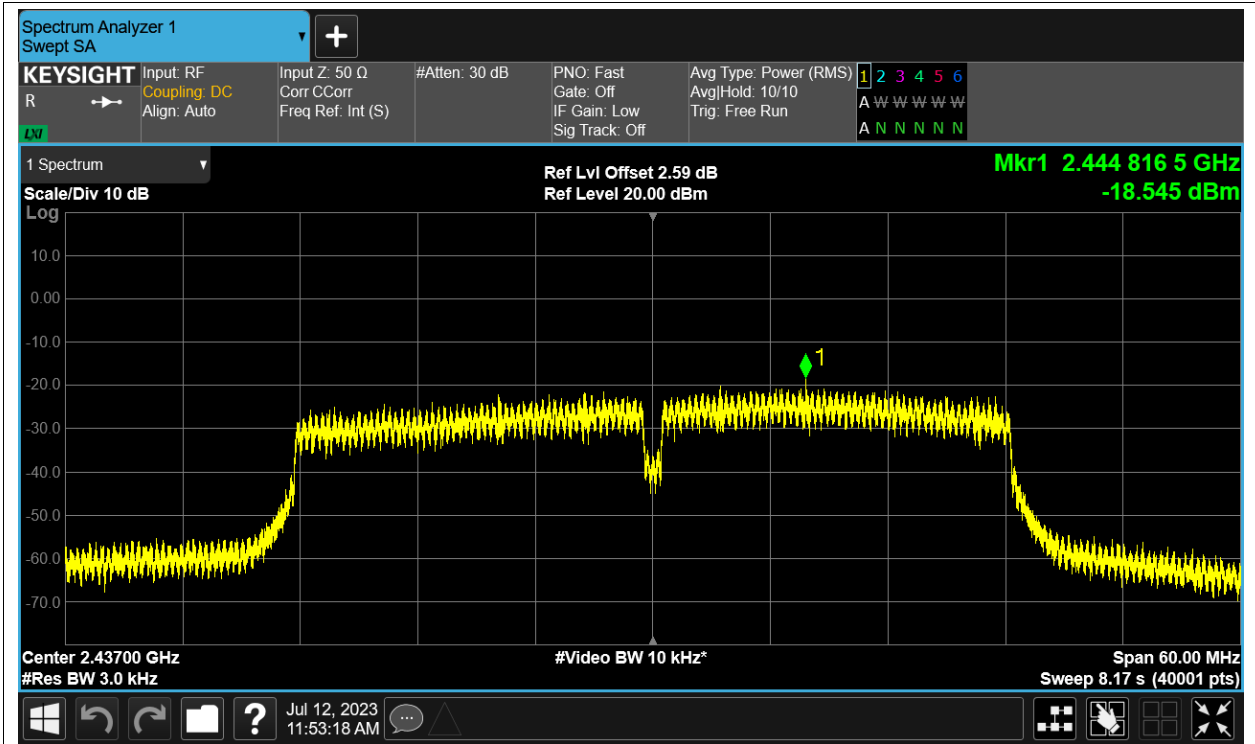 Spectrum Analyzer 1
Swept SA
+
KEYSIGHT
R
LXI
Input: RF
Coupling: DC
Align: Auto
Input Z: 50 Ω
Corr CCorr
Freq Ref: Int (S)
#Atten: 30 dB
PNO: Fast
Gate: Off
IF Gain: Low
Sig Track: Off
Avg Type: Power (RMS)
Avg|Hold: 10/10
Trig: Free Run
1 2 3 4 5 6
A W W W W W
A N N N N N
1 Spectrum
Scale/Div 10 dB
Ref Lvl Offset 2.59 dB
Ref Level 20.00 dBm
Mkr1 2.444 816 5 GHz
-18.545 dBm
Log
10.0
0.00
-10.0
-20.0
-30.0
-40.0
-50.0
-60.0
-70.0
1
Center 2.43700 GHz
#Res BW 3.0 kHz
#Video BW 10 kHz*
Span 60.00 MHz
Sweep 8.17 s (40001 pts)
?
Jul 12, 2023
11:53:18 AM